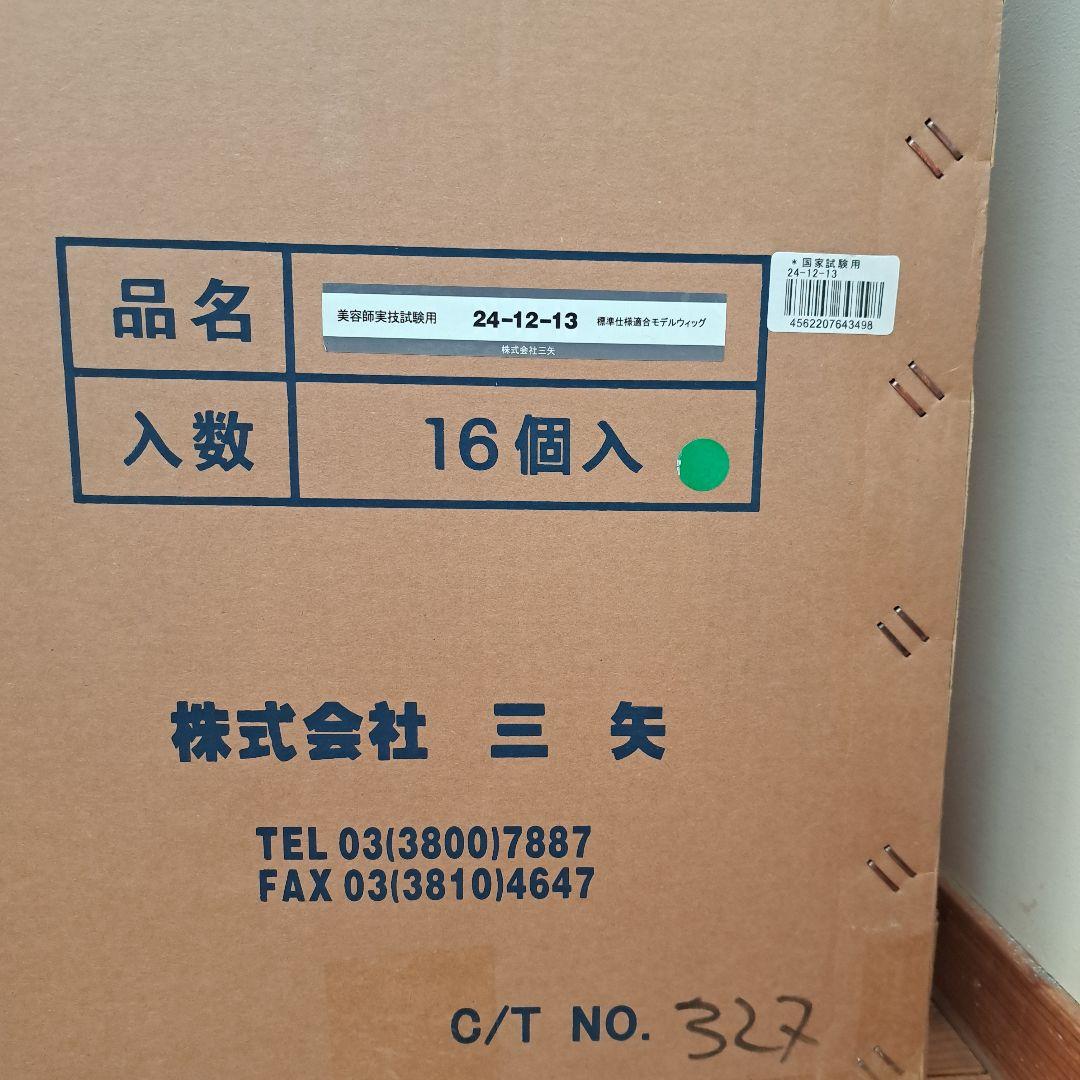 品名
美容師実技試験用 24-12-13 標準仕様適合モデルウィッグ
株式会社三矢
*国家試験用
24-12-13
4562207643498
入数
16個入
株式会社 三 矢
TEL 03(3800)7887
FAX 03(3810)4647
C/T NO. 327